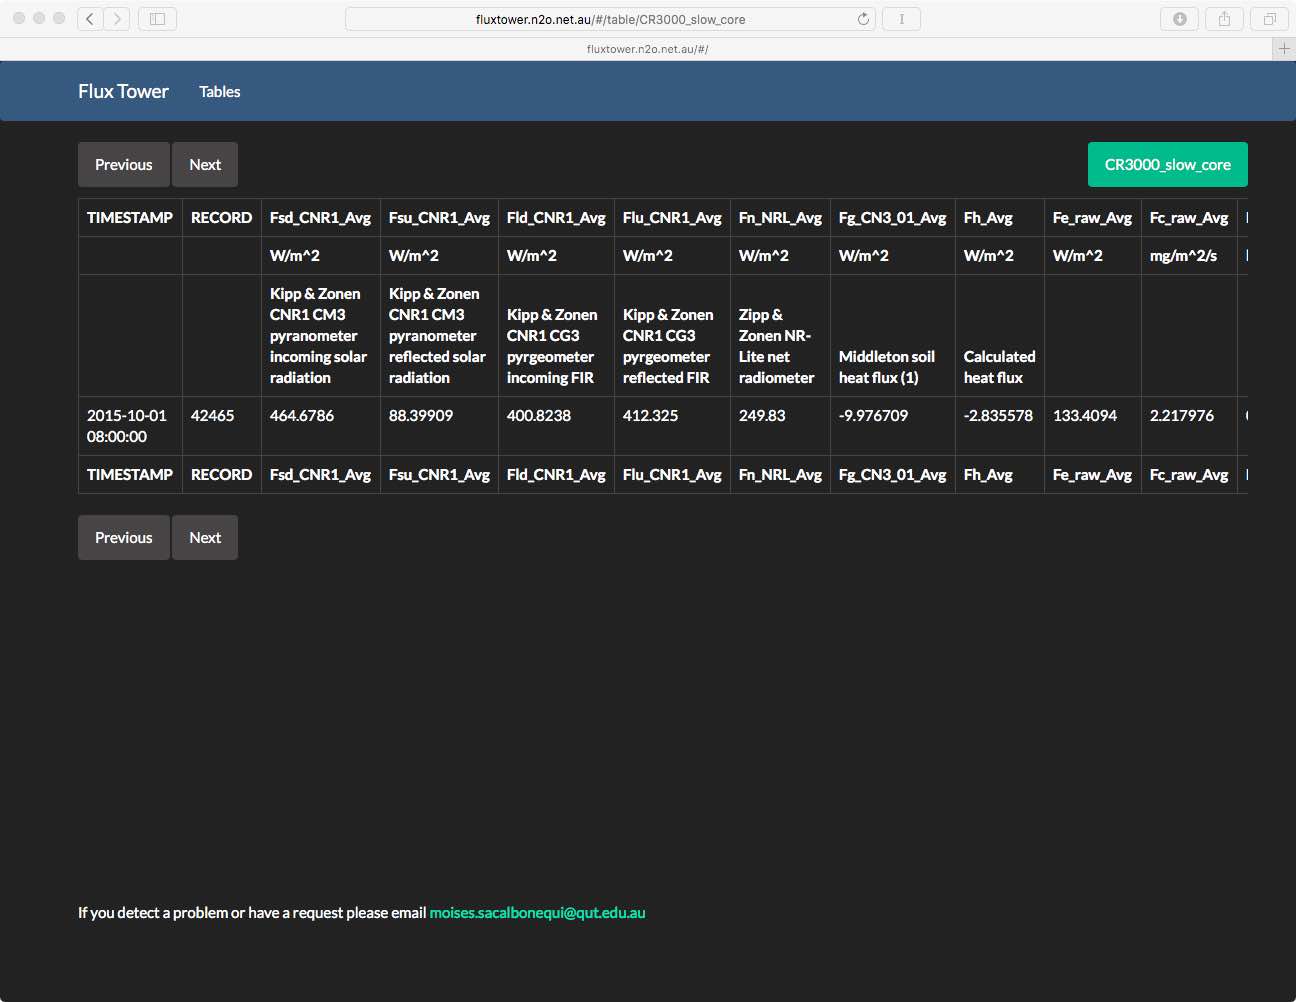 fluxtower.n2o.net.au/#/table/CR3000_slow_core
fluxtower.n2o.net.au/#/
Flux Tower Tables
Previous Next CR3000_slow_core
TIMESTAMP RECORD Fsd_CNR1_Avg Fsu_CNR1_Avg Fld_CNR1_Avg Flu_CNR1_Avg Fn_NRL_Avg Fg_CN3_01_Avg Fh_Avg Fe_raw_Avg Fc_raw_Avg
W/m^2 W/m^2 W/m^2 W/m^2 W/m^2 W/m^2 W/m^2 W/m^2 mg/m^2/s
Kipp & Zonen Kipp & Zonen
CNR1 CM3 CNR1 CM3 Kipp & Zonen Kipp & Zonen Zipp &
pyranometer pyranometer CNR1 CG3 CNR1 CG3 Zonen NR-
incoming solar reflected solar pyrgeometer pyrgeometer Lite net Middleton soil Calculated
radiation radiation incoming FIR reflected FIR radiometer heat flux (1) heat flux
2015-10-01 42465 464.6786 88.39909 400.8238 412.325 249.83 -9.976709 -2.835578 133.4094 2.217976
08:00:00
TIMESTAMP RECORD Fsd_CNR1_Avg Fsu_CNR1_Avg Fld_CNR1_Avg Flu_CNR1_Avg Fn_NRL_Avg Fg_CN3_01_Avg Fh_Avg Fe_raw_Avg Fc_raw_Avg
Previous Next
If you detect a problem or have a request please email moises.sacalbonequi@qut.edu.au